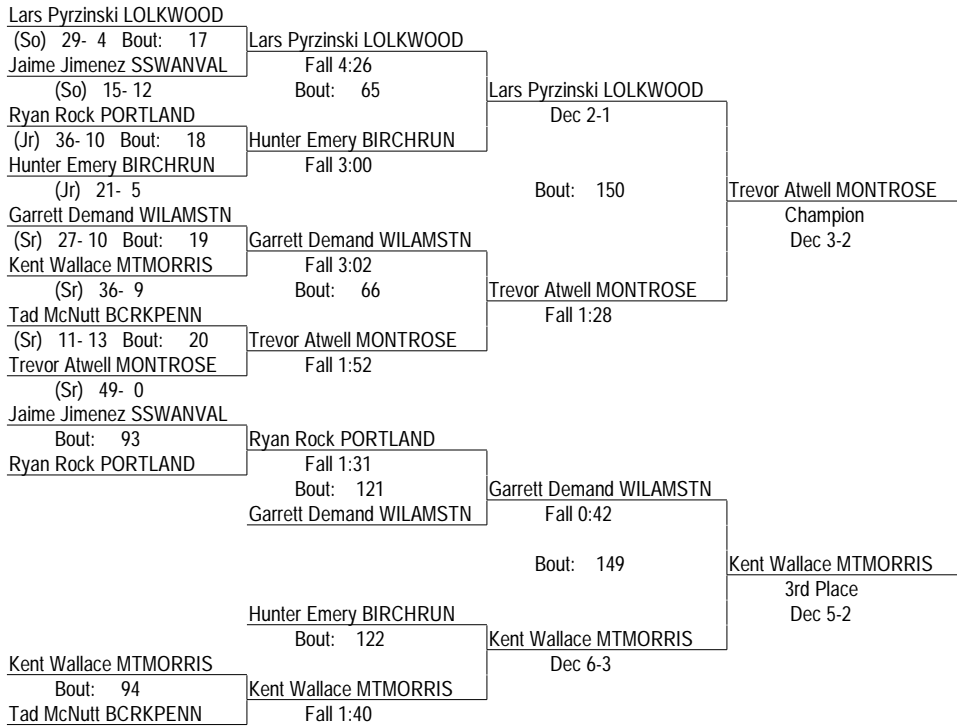 Lars Pyrzinski LOLKWOOD
(So) 29- 4 Bout: 17 Lars Pyrzinski LOLKWOOD
Jaime Jimenez SSWANVAL Fall 4:26
(So) 15- 12 Bout: 65 Lars Pyrzinski LOLKWOOD
Ryan Rock PORTLAND Dec 2-1
(Jr) 36- 10 Bout: 18 Hunter Emery BIRCHRUN
Hunter Emery BIRCHRUN Fall 3:00
(Jr) 21- 5 Bout: 150 Trevor Atwell MONTROSE
Garrett Demand WILAMSTN Champion
(Sr) 27- 10 Bout: 19 Garrett Demand WILAMSTN Dec 3-2
Kent Wallace MTMORRIS Fall 3:02
(Sr) 36- 9 Bout: 66 Trevor Atwell MONTROSE
Tad McNutt BCRKPENN Fall 1:28
(Sr) 11- 13 Bout: 20 Trevor Atwell MONTROSE
Trevor Atwell MONTROSE Fall 1:52
(Sr) 49- 0
Jaime Jimenez SSWANVAL
Bout: 93 Ryan Rock PORTLAND
Ryan Rock PORTLAND Fall 1:31
Bout: 121 Garrett Demand WILAMSTN
Garrett Demand WILAMSTN Fall 0:42
Bout: 149 Kent Wallace MTMORRIS
3rd Place
Hunter Emery BIRCHRUN Dec 5-2
Bout: 122 Kent Wallace MTMORRIS
Kent Wallace MTMORRIS Dec 6-3
Bout: 94 Kent Wallace MTMORRIS
Tad McNutt BCRKPENN Fall 1:40